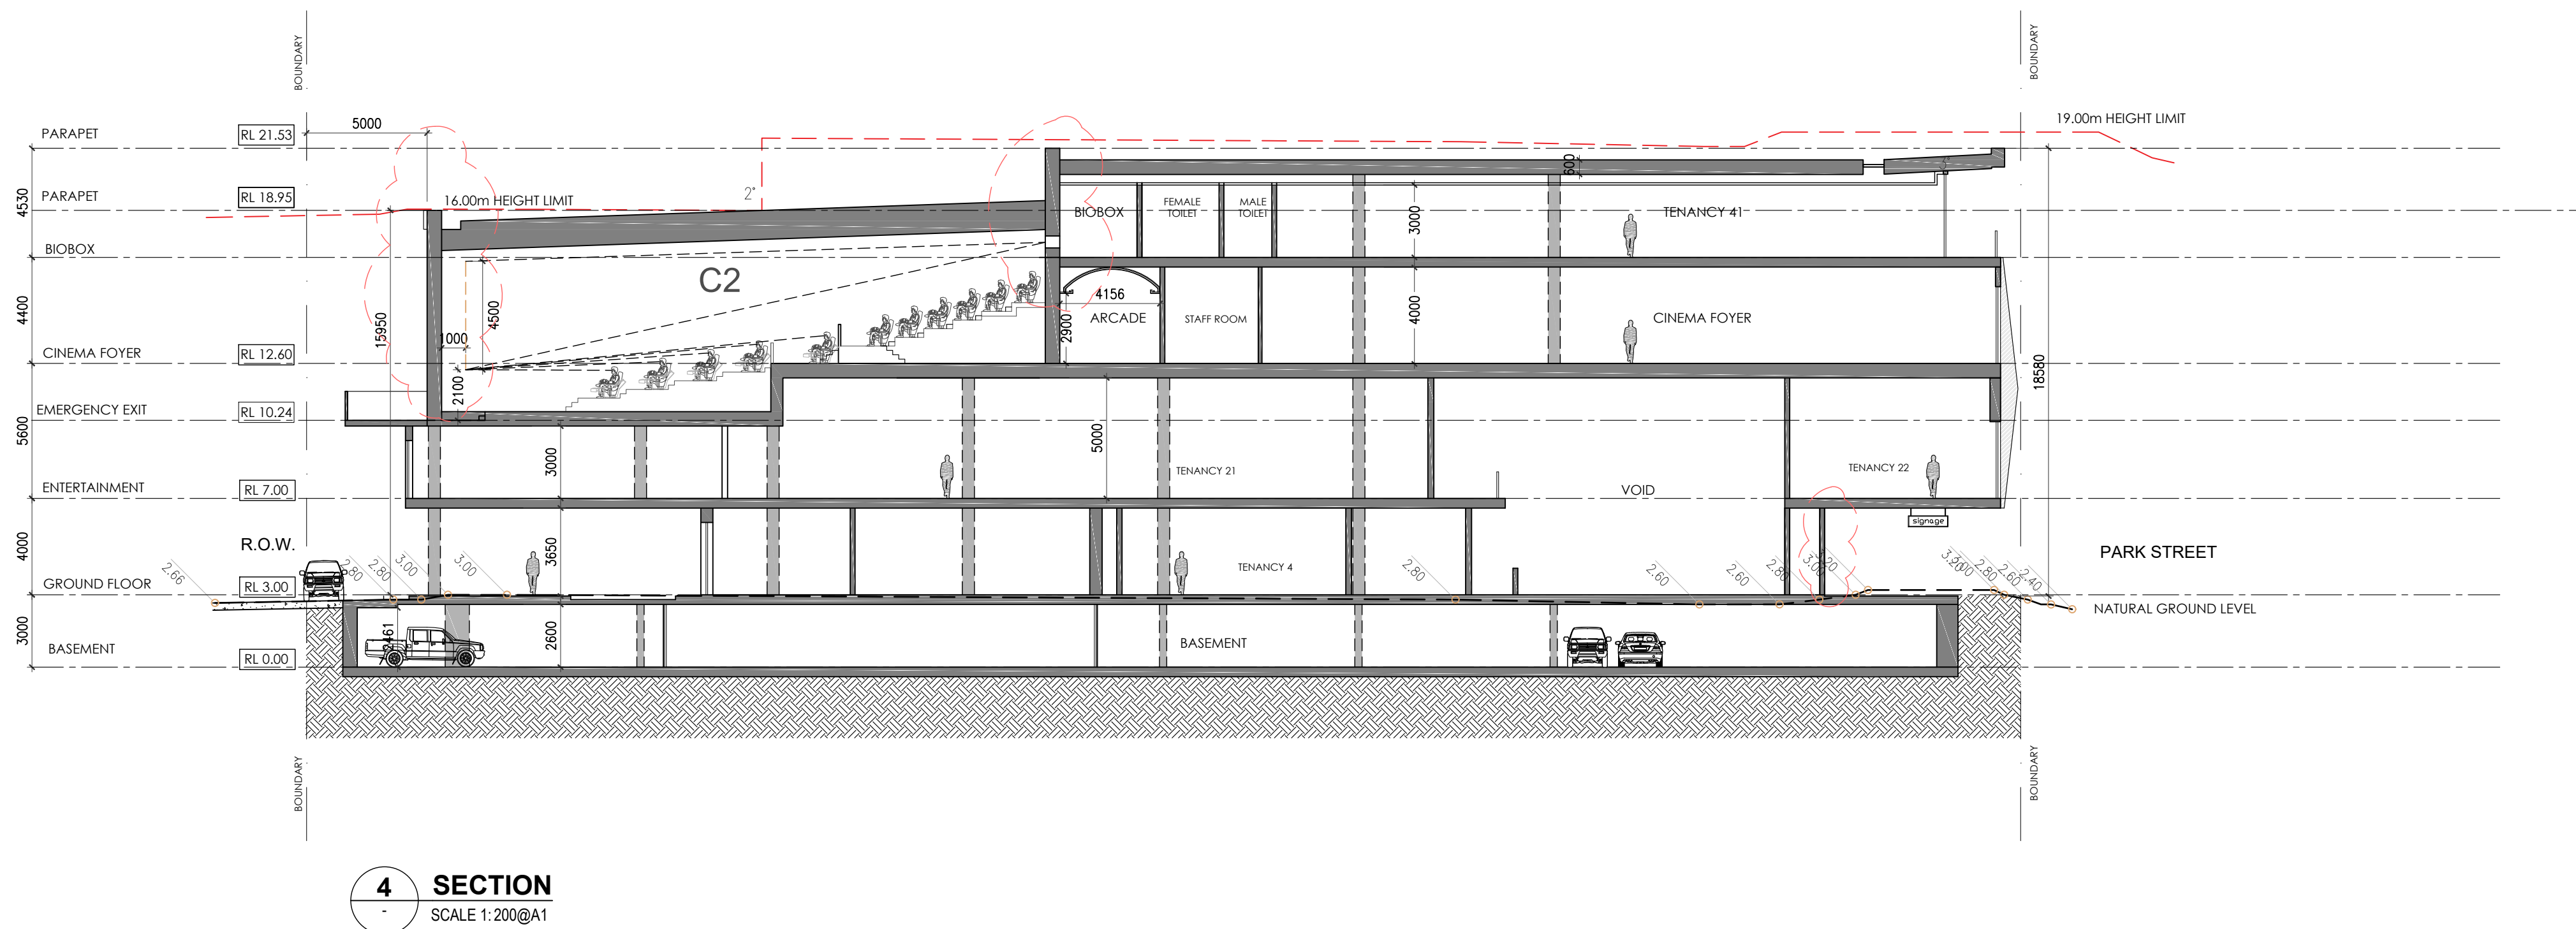 BOUNDARY
BOUNDARY
19.00m HEIGHT LIMIT
PARAPET
RL 21.53
5000
600
2°
PARAPET
RL 18.95
16.00m HEIGHT LIMIT
2°
4530
BIOBOX
FEMALE
TOILET
MALE
TOILET
3000
TENANCY 41
BIOBOX
C2
4400
15950
4500
1000
4156
2900
ARCADE
STAFF ROOM
4000
CINEMA FOYER
CINEMA FOYER
RL 12.60
2100
18580
EMERGENCY EXIT
RL 10.24
5600
3000
5000
TENANCY 21
TENANCY 22
ENTERTAINMENT
RL 7.00
VOID
signage
4000
R.O.W.
3650
TENANCY 4
PARK STREET
2.66
2.80
2.80
3.00
3.00
2.80
2.60
2.60
2.80
3.00
2.80
2.60
2.40
GROUND FLOOR
RL 3.00
NATURAL GROUND LEVEL
3000
2600
BASEMENT
BASEMENT
RL 0.00
BOUNDARY
BOUNDARY
4
-
SECTION
SCALE 1:200@A1